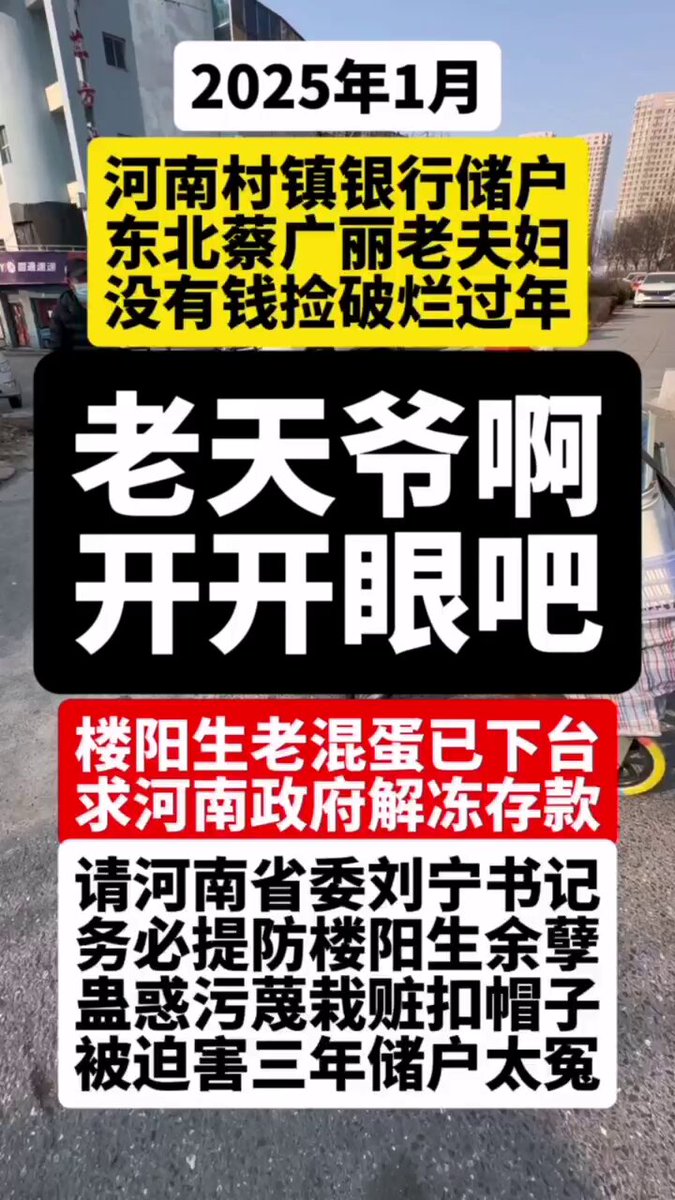 2025年1月
河南村镇银行储户
东北蔡广丽老夫妇
没有钱捡破烂过年
老天爷啊
开开眼吧
楼阳生老混蛋已下台
求河南政府解冻存款
请河南省委刘宁书记
务必提防楼阳生余孽
蛊惑污蔑栽赃扣帽子
被迫害三年储户太冤
圆通速递